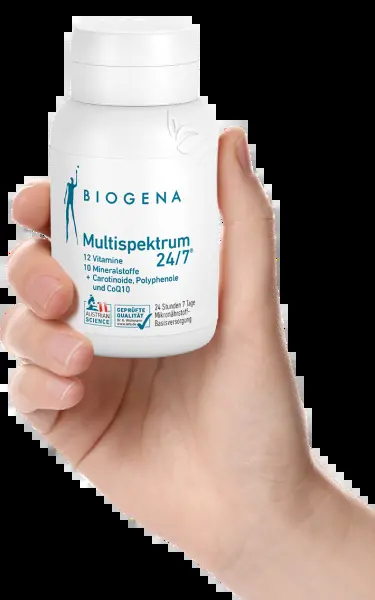 BIOGENA
Multispektrum
24/7®
12 Vitamine
10 Mineralstoffe
+ Carotinoide, Polyphenole
und CoQ10
AUSTRIAN
SCIENCE
GEPRÜFTE
QUALITÄT
24 Stunden 7 Tage
Mikronährstoff-
Basisversorgung